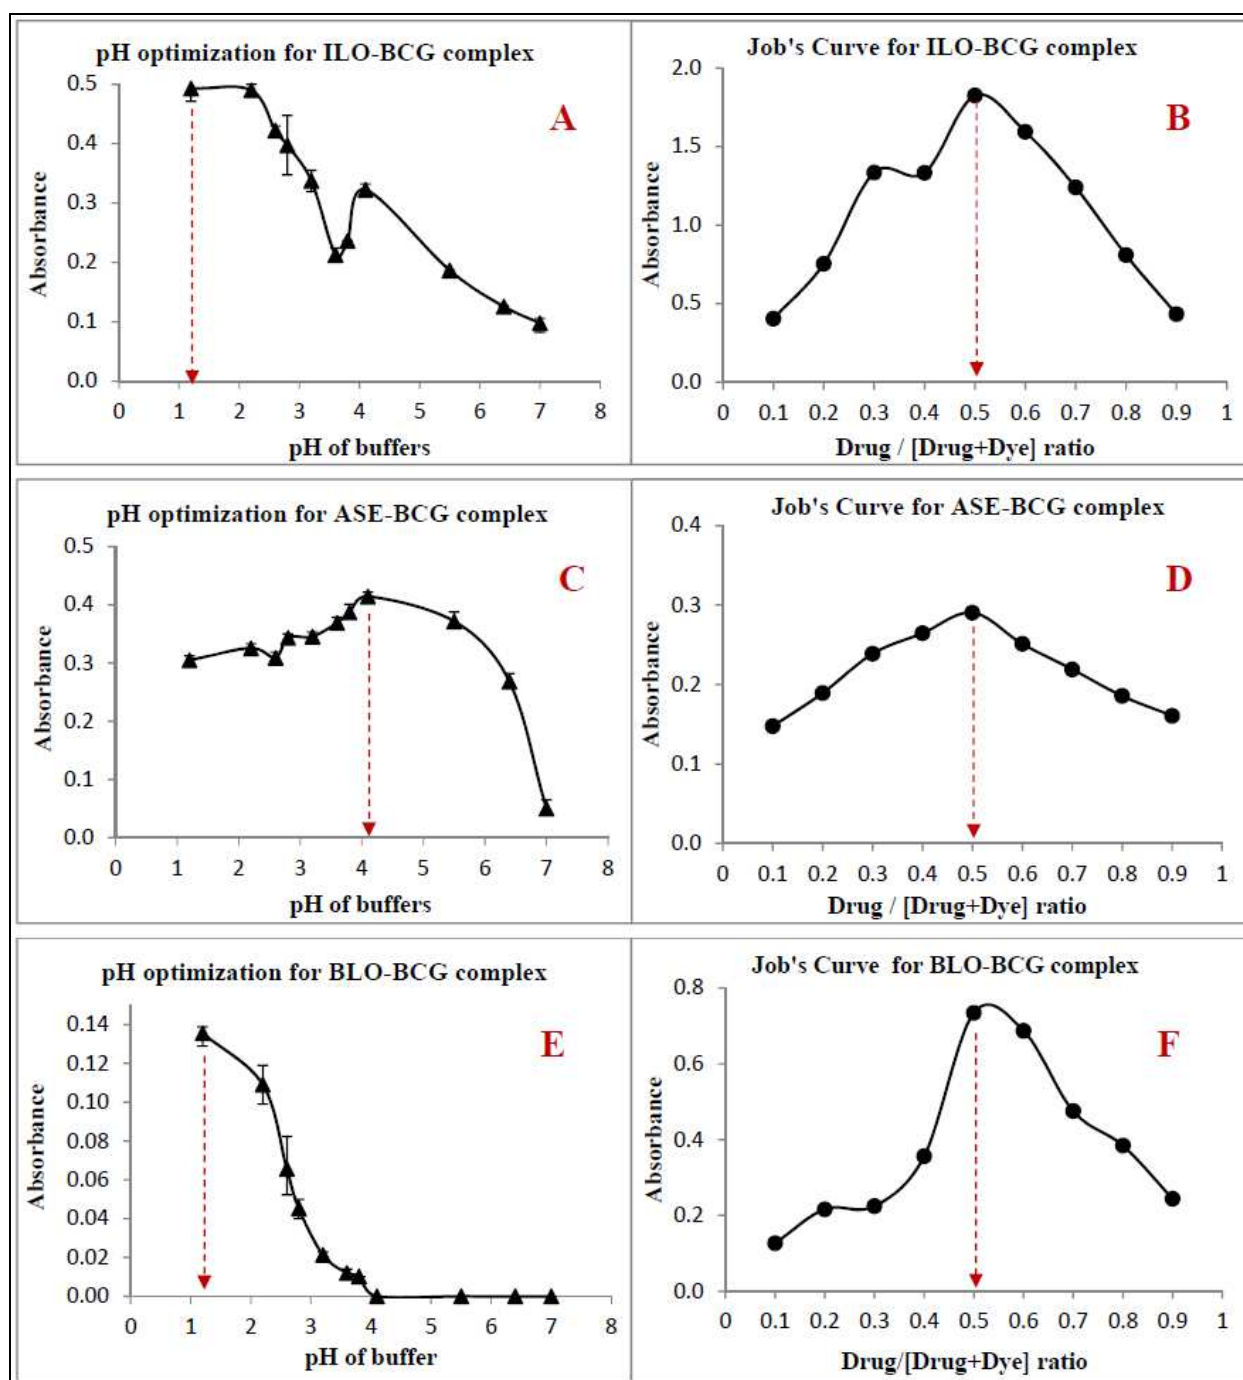 pH optimization for ILO-BCG complex
A
Absorbance
0.5
0.4
0.3
0.2
0.1
0.0
0 1 2 3 4 5 6 7 8
pH of buffers
Job's Curve for ILO-BCG complex
B
Absorbance
2.0
1.5
1.0
0.5
0.0
0 0.1 0.2 0.3 0.4 0.5 0.6 0.7 0.8 0.9 1
Drug / [Drug+Dye] ratio
pH optimization for ASE-BCG complex
C
Absorbance
0.5
0.4
0.3
0.2
0.1
0.0
0 1 2 3 4 5 6 7 8
pH of buffers
Job's Curve for ASE-BCG complex
D
Absorbance
0.4
0.3
0.2
0.1
0.0
0 0.1 0.2 0.3 0.4 0.5 0.6 0.7 0.8 0.9 1
Drug / [Drug+Dye] ratio
pH optimization for BLO-BCG complex
E
Absorbance
0.14
0.12
0.10
0.08
0.06
0.04
0.02
0.00
0 1 2 3 4 5 6 7 8
pH of buffer
Job's Curve for BLO-BCG complex
F
Absorbance
0.8
0.6
0.4
0.2
0.0
0 0.1 0.2 0.3 0.4 0.5 0.6 0.7 0.8 0.9 1
Drug/[Drug+Dye] ratio